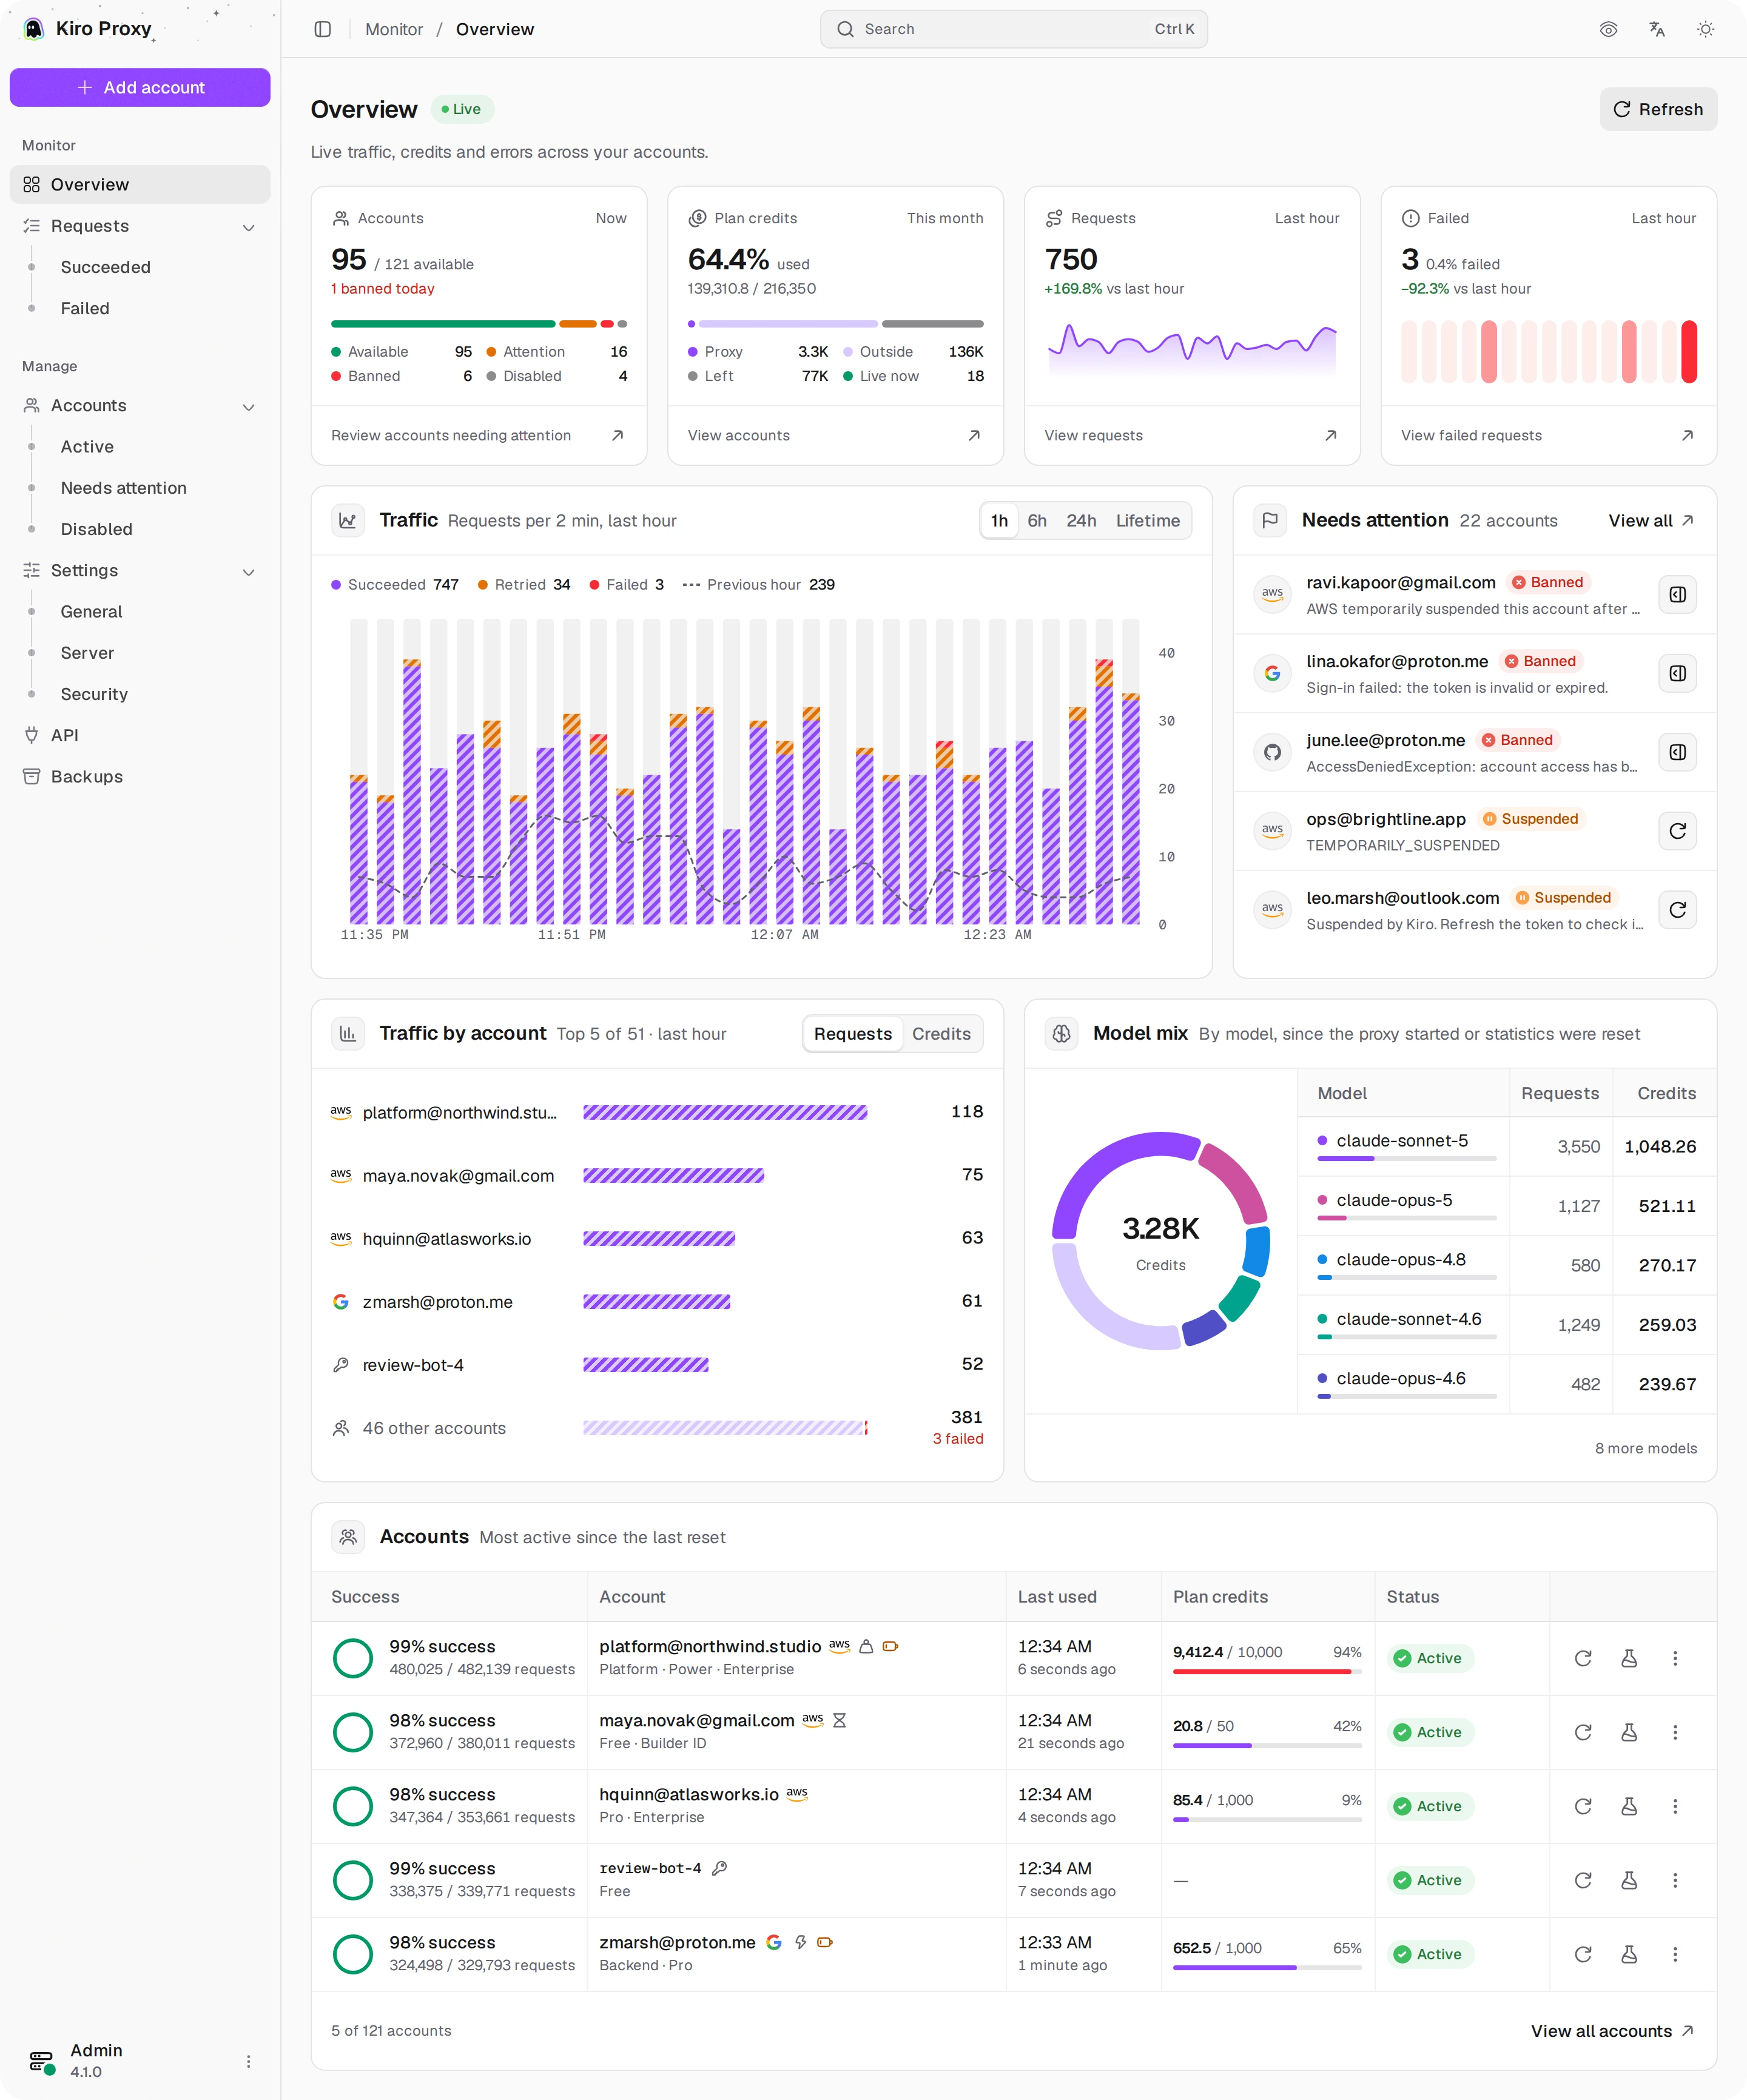 Kiro Proxy
Monitor / Overview
Search
Ctrl K
Add account
Monitor
Overview
Requests
Succeeded
Failed
Manage
Accounts
Active
Needs attention
Disabled
Settings
General
Server
Security
API
Backups
Admin
4.1.0
Overview
Live
Refresh
Live traffic, credits and errors across your accounts.
Accounts
Now
95 / 121 available
1 banned today
Available 95
Attention 16
Banned 6
Disabled 4
Review accounts needing attention
Plan credits
This month
64.4% used
139,310.8 / 216,350
Proxy 3.3K
Outside 136K
Left 77K
Live now 18
View accounts
Requests
Last hour
750
+169.8% vs last hour
View requests
Failed
Last hour
3 0.4% failed
−92.3% vs last hour
View failed requests
Traffic Requests per 2 min, last hour
1h 6h 24h Lifetime
Succeeded 747 Retried 34 Failed 3 Previous hour 239
40
30
20
10
0
11:35 PM 11:51 PM 12:07 AM 12:23 AM
Needs attention 22 accounts
View all
aws
ravi.kapoor@gmail.com Banned
AWS temporarily suspended this account after …
lina.okafor@proton.me Banned
Sign-in failed: the token is invalid or expired.
june.lee@proton.me Banned
AccessDeniedException: account access has b…
aws
ops@brightline.app Suspended
TEMPORARILY_SUSPENDED
aws
leo.marsh@outlook.com Suspended
Suspended by Kiro. Refresh the token to check i…
Traffic by account Top 5 of 51 · last hour
Requests Credits
aws platform@northwind.stu… 118
aws maya.novak@gmail.com 75
aws hquinn@atlasworks.io 63
zmarsh@proton.me 61
review-bot-4 52
46 other accounts 381
3 failed
Model mix By model, since the proxy started or statistics were reset
3.28K
Credits
Model Requests Credits
claude-sonnet-5 3,550 1,048.26
claude-opus-5 1,127 521.11
claude-opus-4.8 580 270.17
claude-sonnet-4.6 1,249 259.03
claude-opus-4.6 482 239.67
8 more models
Accounts Most active since the last reset
Success Account Last used Plan credits Status
99% success
480,025 / 482,139 requests
platform@northwind.studio aws
Platform · Power · Enterprise
12:34 AM
6 seconds ago
9,412.4 / 10,000 94%
Active
98% success
372,960 / 380,011 requests
maya.novak@gmail.com aws
Free · Builder ID
12:34 AM
21 seconds ago
20.8 / 50 42%
Active
98% success
347,364 / 353,661 requests
hquinn@atlasworks.io aws
Pro · Enterprise
12:34 AM
4 seconds ago
85.4 / 1,000 9%
Active
99% success
338,375 / 339,771 requests
review-bot-4
Free
12:34 AM
7 seconds ago
—
Active
98% success
324,498 / 329,793 requests
zmarsh@proton.me
Backend · Pro
12:33 AM
1 minute ago
652.5 / 1,000 65%
Active
5 of 121 accounts
View all accounts